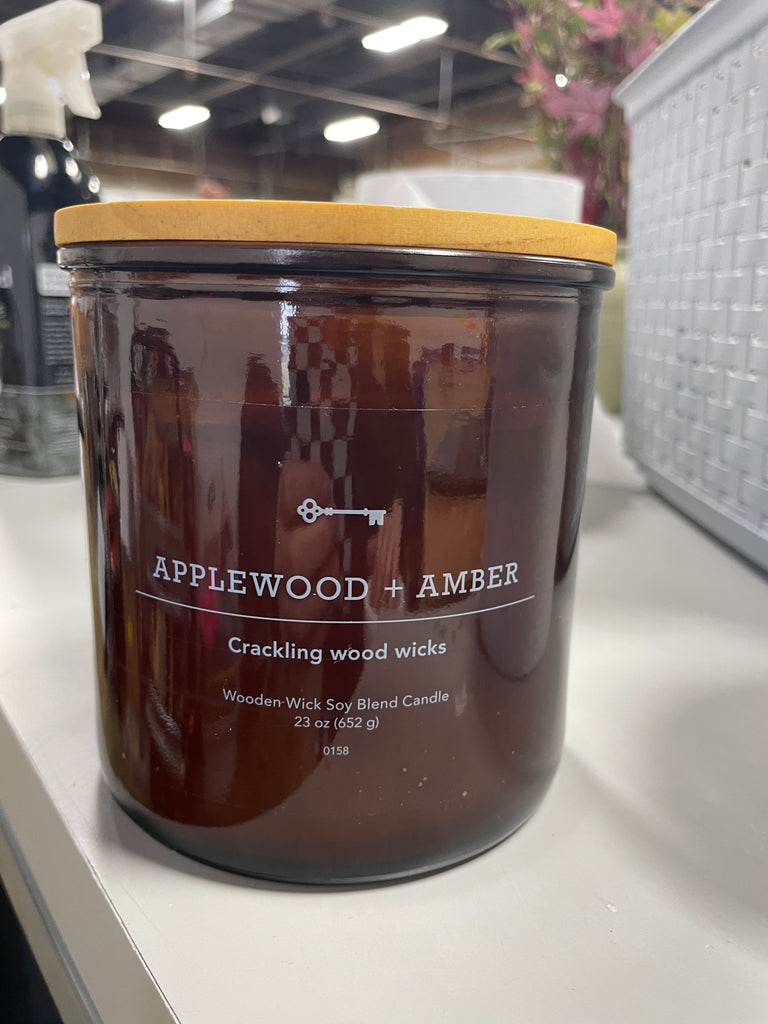 APPLEWOOD + AMBER
Crackling wood wicks
Wooden-Wick Soy Blend Candle
23 oz (652 g)
0158